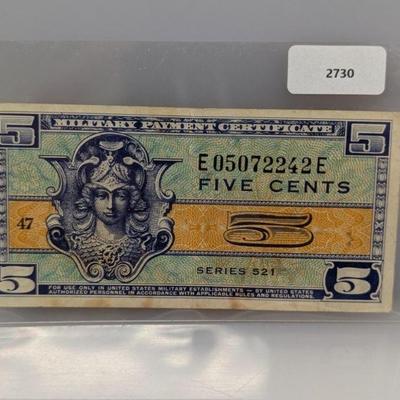 2730
5 MILITARY PAYMENT CERTIFICATE 5
E05072242E
FIVE CENTS
47 5
SERIES 521
5 5
FOR USE ONLY IN UNITED STATES MILITARY ESTABLISHMENTS — BY UNITED STATES
AUTHORIZED PERSONNEL IN ACCORDANCE WITH APPLICABLE RULES AND REGULATIONS.